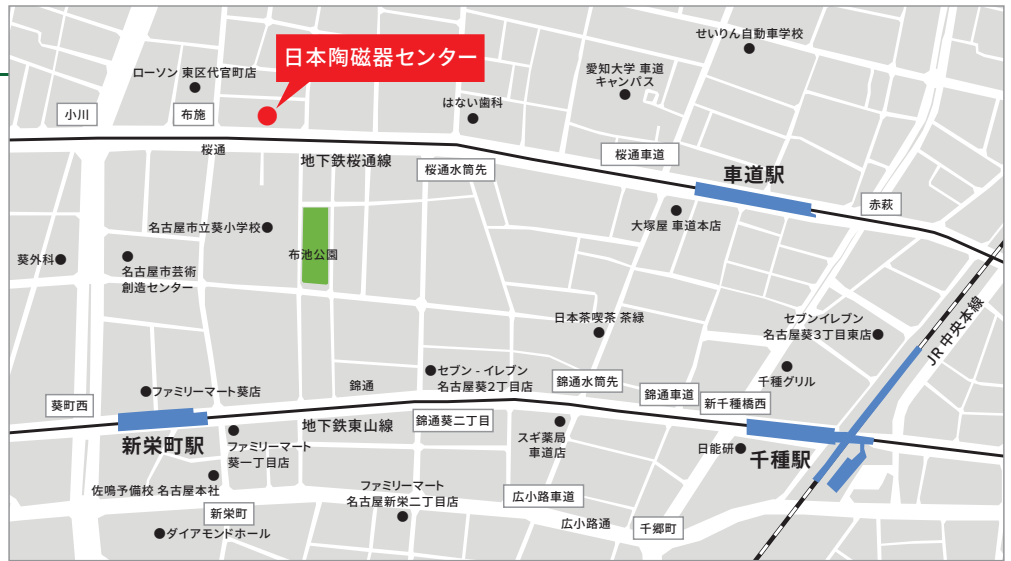 せいりん自動車学校
日本陶磁器センター
ローソン 東区代官町店
愛知大学 車道
キャンパス
はない歯科
小川
布施
桜通
地下鉄桜通線
桜通水筒先
桜通車道
車道駅
赤萩
大塚屋 車道本店
名古屋市立葵小学校
布池公園
葵外科
名古屋市芸術
創造センター
日本茶喫茶 茶緑
セブンイレブン
名古屋葵3丁目東店
JR 中央本線
セブン - イレブン
名古屋葵2丁目店
錦通水筒先
千種グリル
ファミリーマート葵店
錦通
錦通車道
新千種橋西
葵町西
錦通葵二丁目
地下鉄東山線
新栄町駅
ファミリーマート
葵一丁目店
スギ薬局
車道店
日能研
千種駅
佐鳴予備校 名古屋本社
ファミリーマート
名古屋新栄二丁目店
広小路車道
新栄町
広小路通
千郷町
ダイアモンドホール